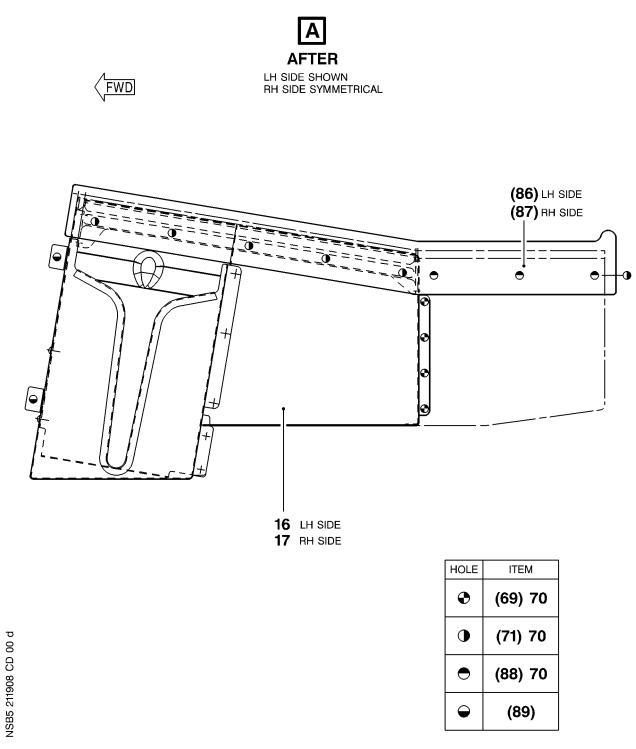 A
AFTER
LH SIDE SHOWN
RH SIDE SYMMETRICAL
FWD
(86) LH SIDE
(87) RH SIDE
16 LH SIDE
17 RH SIDE
HOLE ITEM
(69) 70
(71) 70
(88) 70
(89)
NSB5 211908 CD 00 d